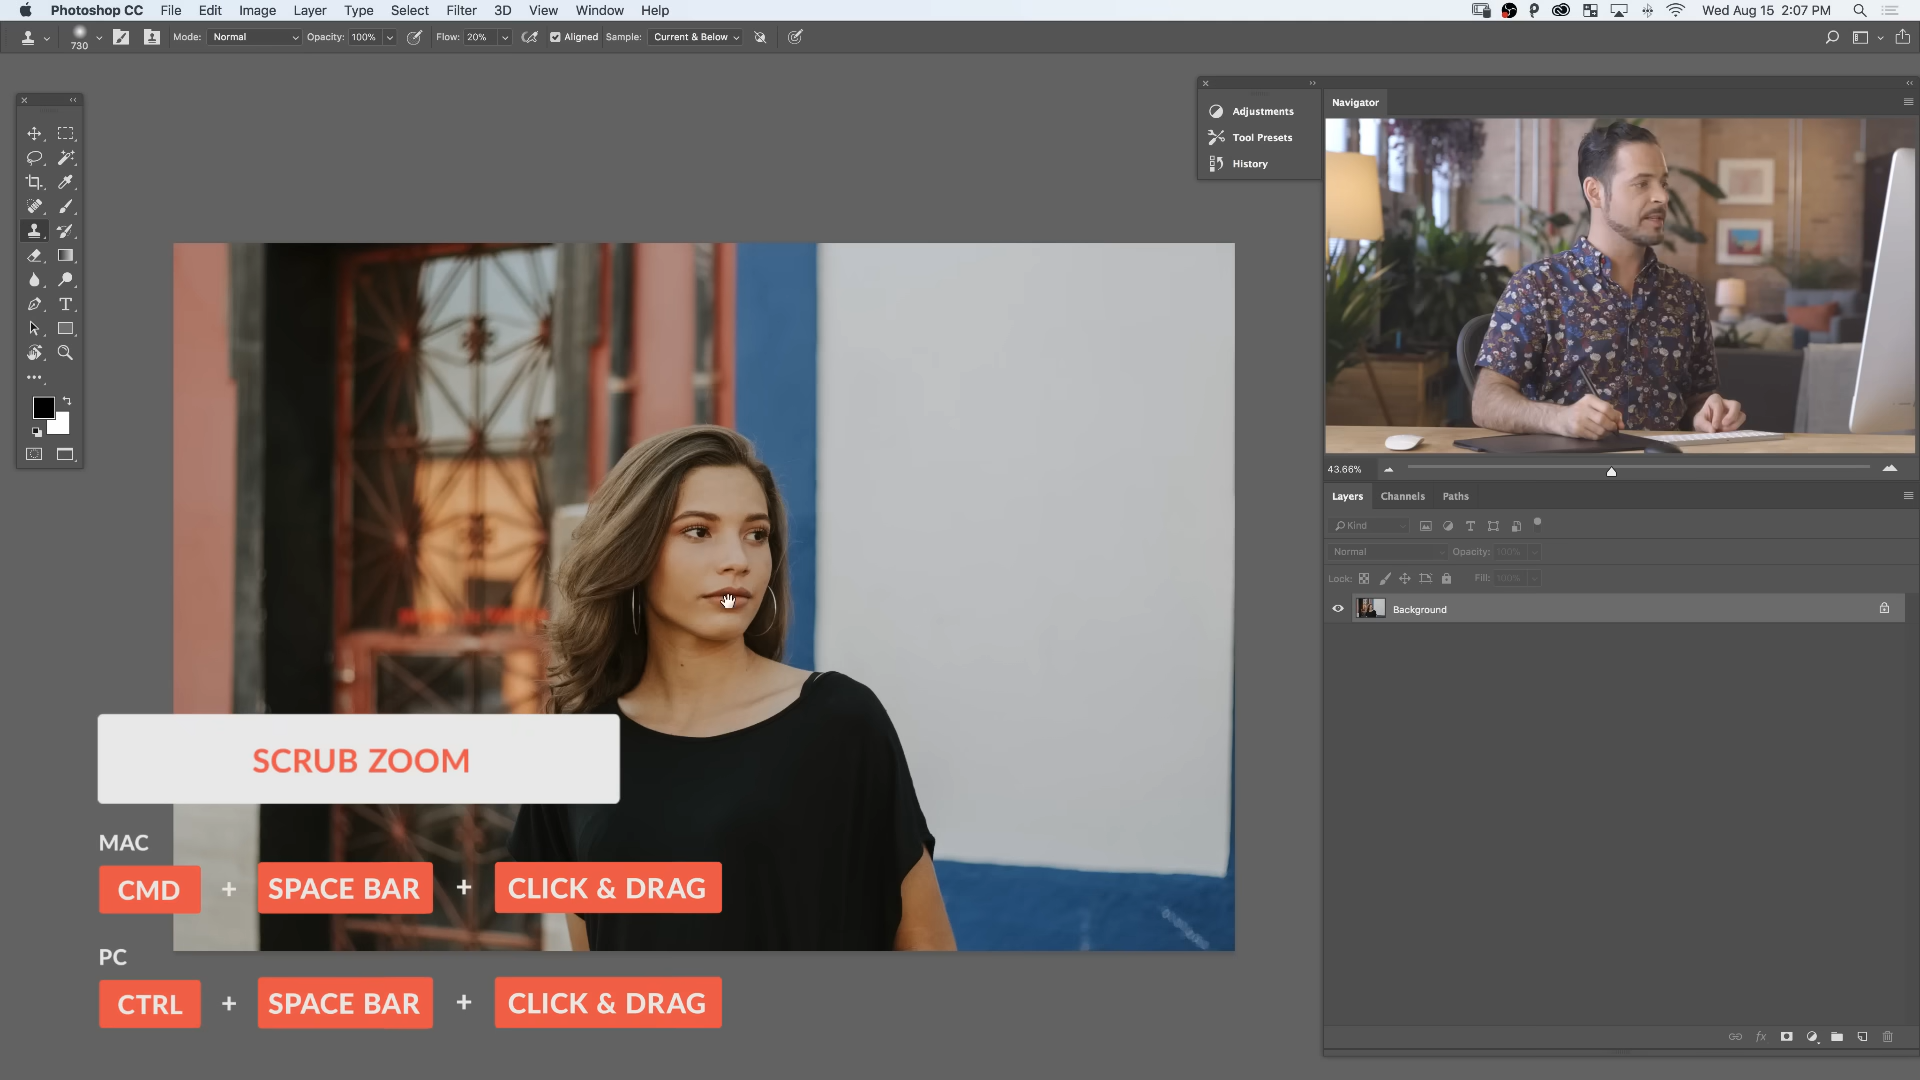 Photoshop CC File Edit Image Layer Type Select Filter 3D View Window Help Wed Aug 15 2:07 PM
730 Mode: Normal Opacity: 100% Flow: 20% Aligned Sample: Current & Below
Adjustments
Tool Presets
History
Navigator
43.66%
Layers Channels Paths
Kind
Normal Opacity: 100%
Lock: Fill: 100%
Background
fx
SCRUB ZOOM
MAC
CMD + SPACE BAR + CLICK & DRAG
PC
CTRL + SPACE BAR + CLICK & DRAG